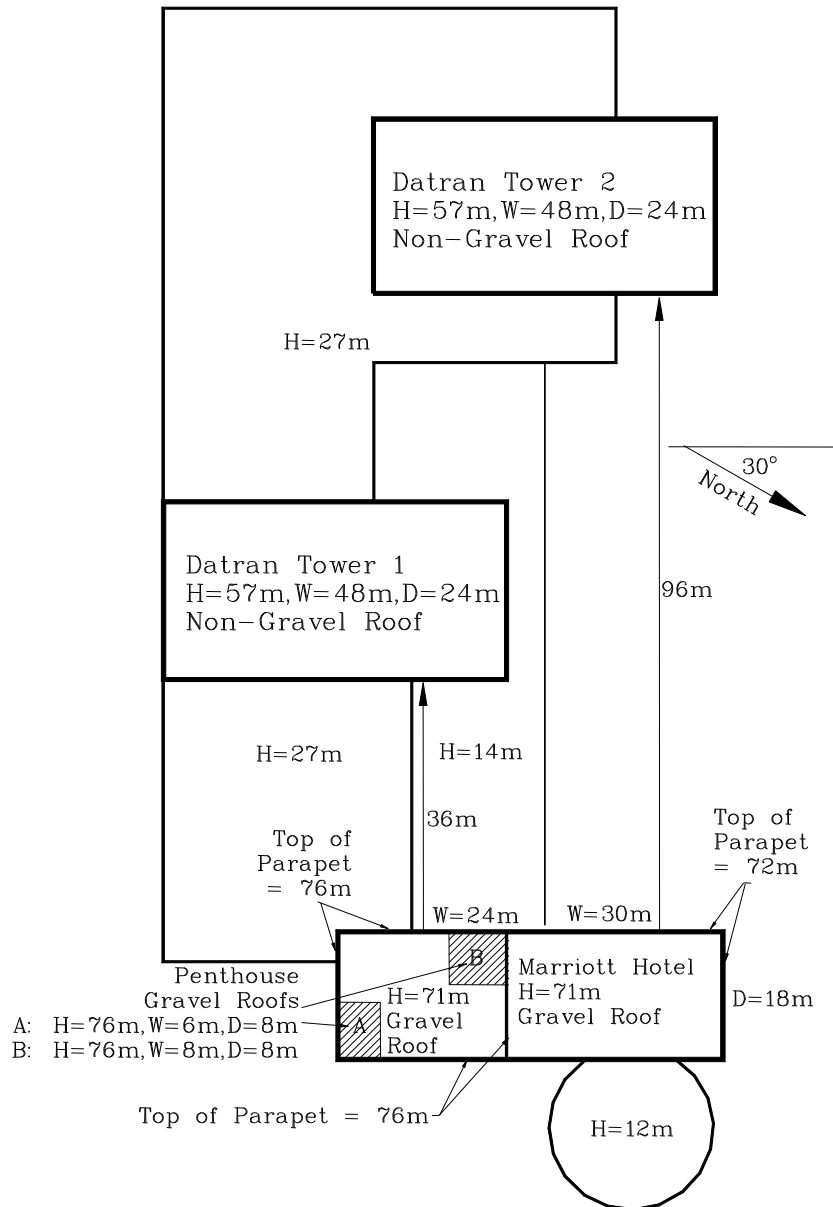 Datran Tower 2
H=57m,W=48m,D=24m
Non-Gravel Roof
H=27m
30°
North
Datran Tower 1
H=57m,W=48m,D=24m
Non-Gravel Roof
96m
H=27m
H=14m
36m
Top of
Parapet
= 76m
Top of
Parapet
= 72m
W=24m
W=30m
B
Penthouse
Gravel Roofs
A: H=76m,W=6m,D=8m
B: H=76m,W=8m,D=8m
A
H=71m
Gravel
Roof
Marriott Hotel
H=71m
Gravel Roof
D=18m
Top of Parapet = 76m
H=12m